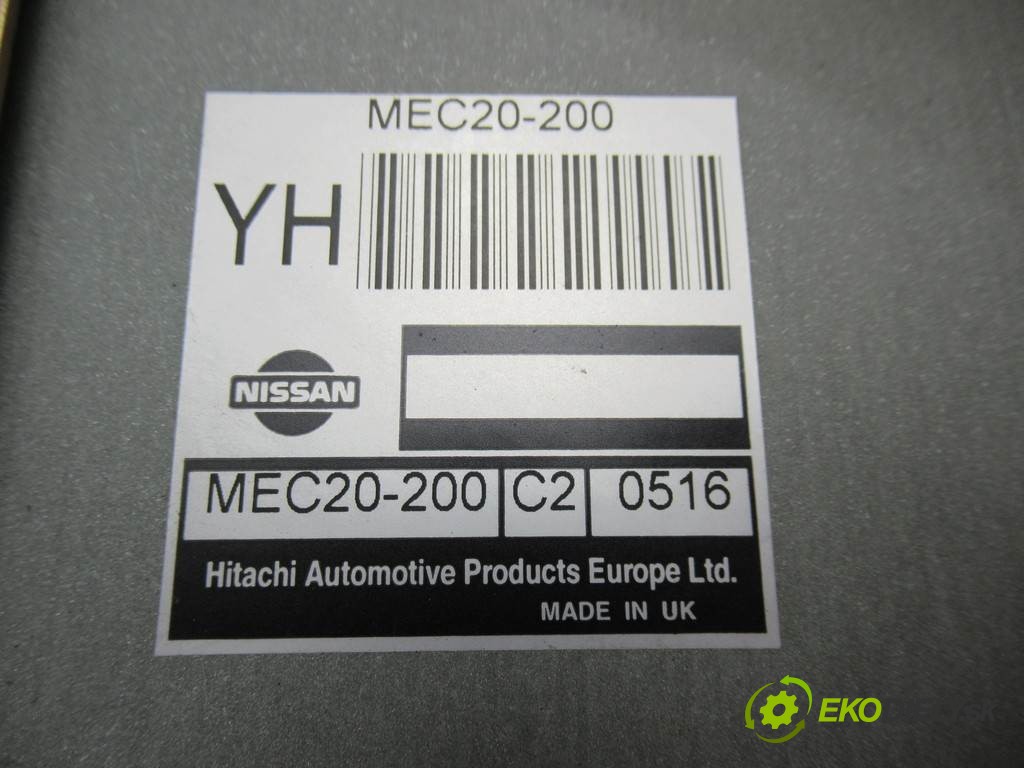 MEC20-200
YH
NISSAN
MEC20-200 C2 0516
Hitachi Automotive Products Europe Ltd.
MADE IN UK
EKO